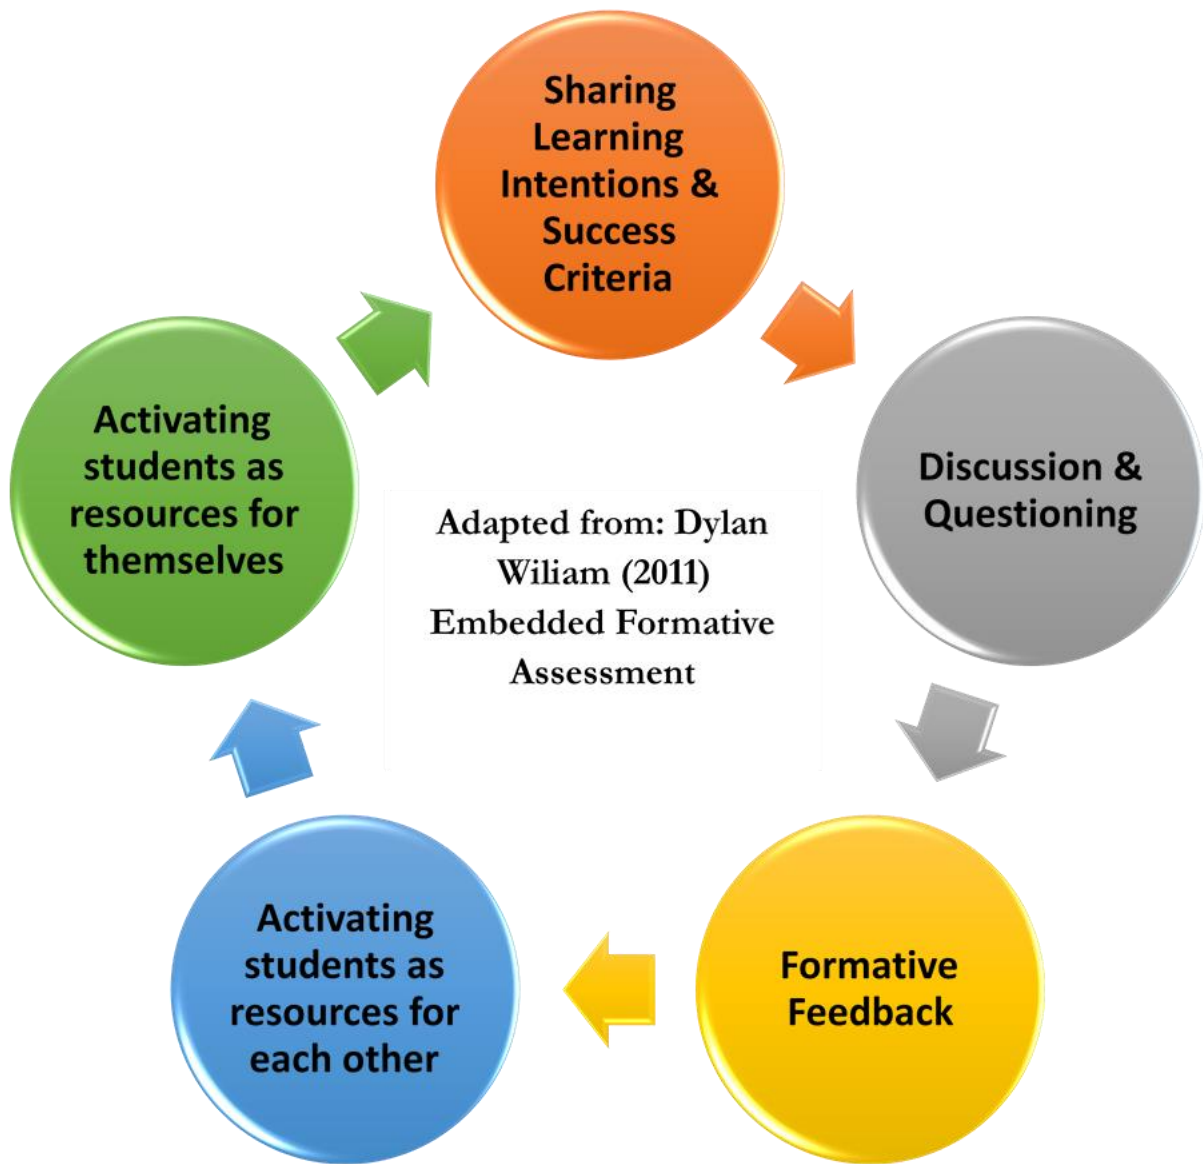 Sharing
Learning
Intentions &
Success
Criteria
Discussion &
Questioning
Formative
Feedback
Activating
students as
resources for
each other
Activating
students as
resources for
themselves
Adapted from: Dylan
Wiliam (2011)
Embedded Formative
Assessment